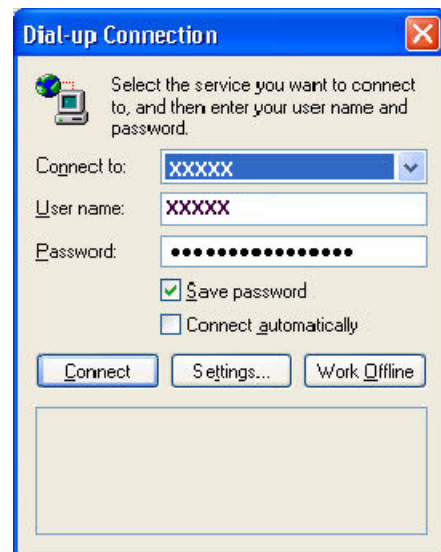 Dial-up Connection
Select the service you want to connect
to, and then enter your user name and
password.
Connect to: XXXXX
User name: XXXXX
Password: ●●●●●●●●●●●●●●●●
Save password
Connect automatically
Connect Settings... Work Offline